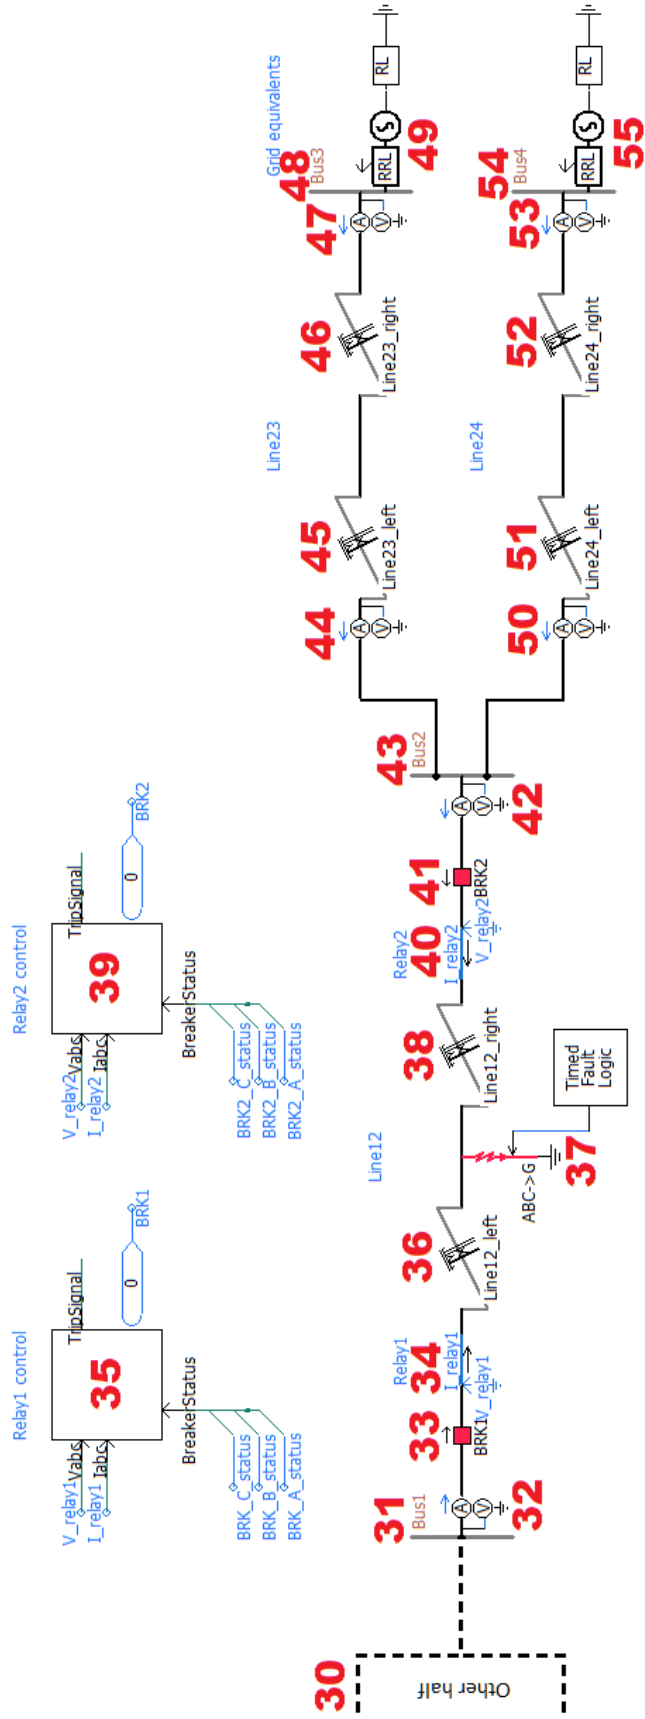 Relay1 control
V_relay1
Vabc
I_relay1
Iabc
35
TripSignal
0
BRK1
BreakerStatus
BRK_C_status
BRK_B_status
BRK_A_status
Relay2 control
V_relay2
Vabc
I_relay2
Iabc
39
TripSignal
0
BRK2
BreakerStatus
BRK2_C_status
BRK2_B_status
BRK2_A_status
30
Other half
31
Bus1
A
V
32
33
BRK1
Relay1
34
I_relay1
V_relay1
36
Line12_left
Line12
ABC->G
37
Timed
Fault
Logic
38
Line12_right
Relay2
40
I_relay2
V_relay2
41
BRK2
A
V
42
43
Bus2
44
A
V
45
Line23_left
Line23
46
Line23_right
47
A
V
48
Bus3
Grid equivalents
RRL
49
RL
50
A
V
51
Line24_left
Line24
52
Line24_right
53
A
V
54
Bus4
RRL
55
RL